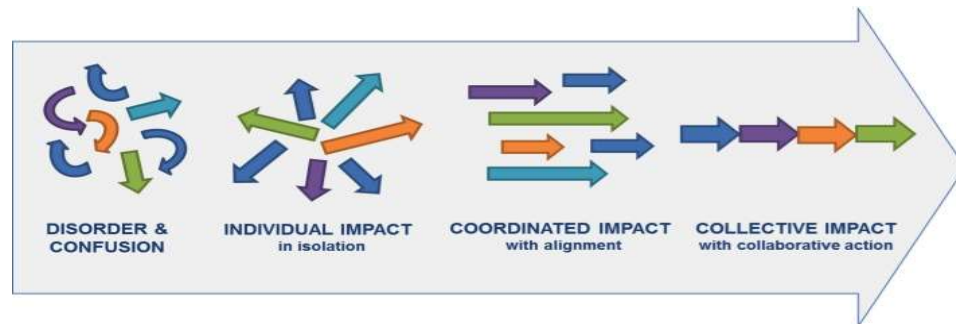 DISORDER &
CONFUSION
INDIVIDUAL IMPACT
in isolation
COORDINATED IMPACT
with alignment
COLLECTIVE IMPACT
with collaborative action